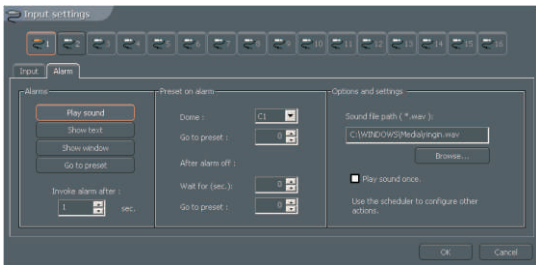 Input settings
1 2 3 4 5 6 7 8 9 10 11 12 13 14 15 16
Input Alarm
Alarms
Play sound
Show text
Show window
Go to preset
Invoke alarm after :
1 sec.
Preset on alarm
Dome : C1
Go to preset : 0
After alarm off :
Wait for (sec.): 0
Go to preset : 0
Options and settings
Sound file path ( *.wav ):
C:\WINDOWS\Media\ringin.wav
Browse...
Play sound once.
Use the scheduler to configure other
actions.
OK Cancel